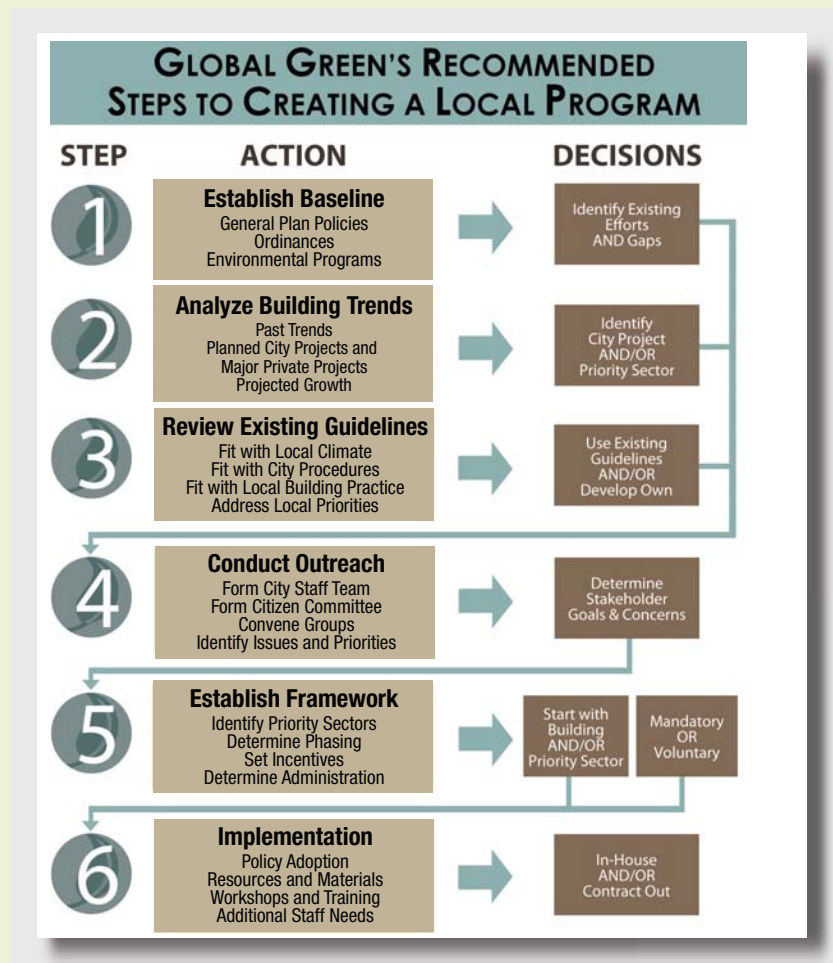 GLOBAL GREEN'S RECOMMENDED
STEPS TO CREATING A LOCAL PROGRAM
STEP
ACTION
DECISIONS
1
Establish Baseline
General Plan Policies
Ordinances
Environmental Programs
Identify Existing
Efforts
AND Gaps
2
Analyze Building Trends
Past Trends
Planned City Projects and
Major Private Projects
Projected Growth
Identify
City Project
AND/OR
Priority Sector
3
Review Existing Guidelines
Fit with Local Climate
Fit with City Procedures
Fit with Local Building Practice
Address Local Priorities
Use Existing
Guidelines
AND/OR
Develop Own
4
Conduct Outreach
Form City Staff Team
Form Citizen Committee
Convene Groups
Identify Issues and Priorities
Determine
Stakeholder
Goals & Concerns
5
Establish Framework
Identify Priority Sectors
Determine Phasing
Set Incentives
Determine Administration
Start with
Building
AND/OR
Priority Sector
Mandatory
OR
Voluntary
6
Implementation
Policy Adoption
Resources and Materials
Workshops and Training
Additional Staff Needs
In-House
AND/OR
Contract Out